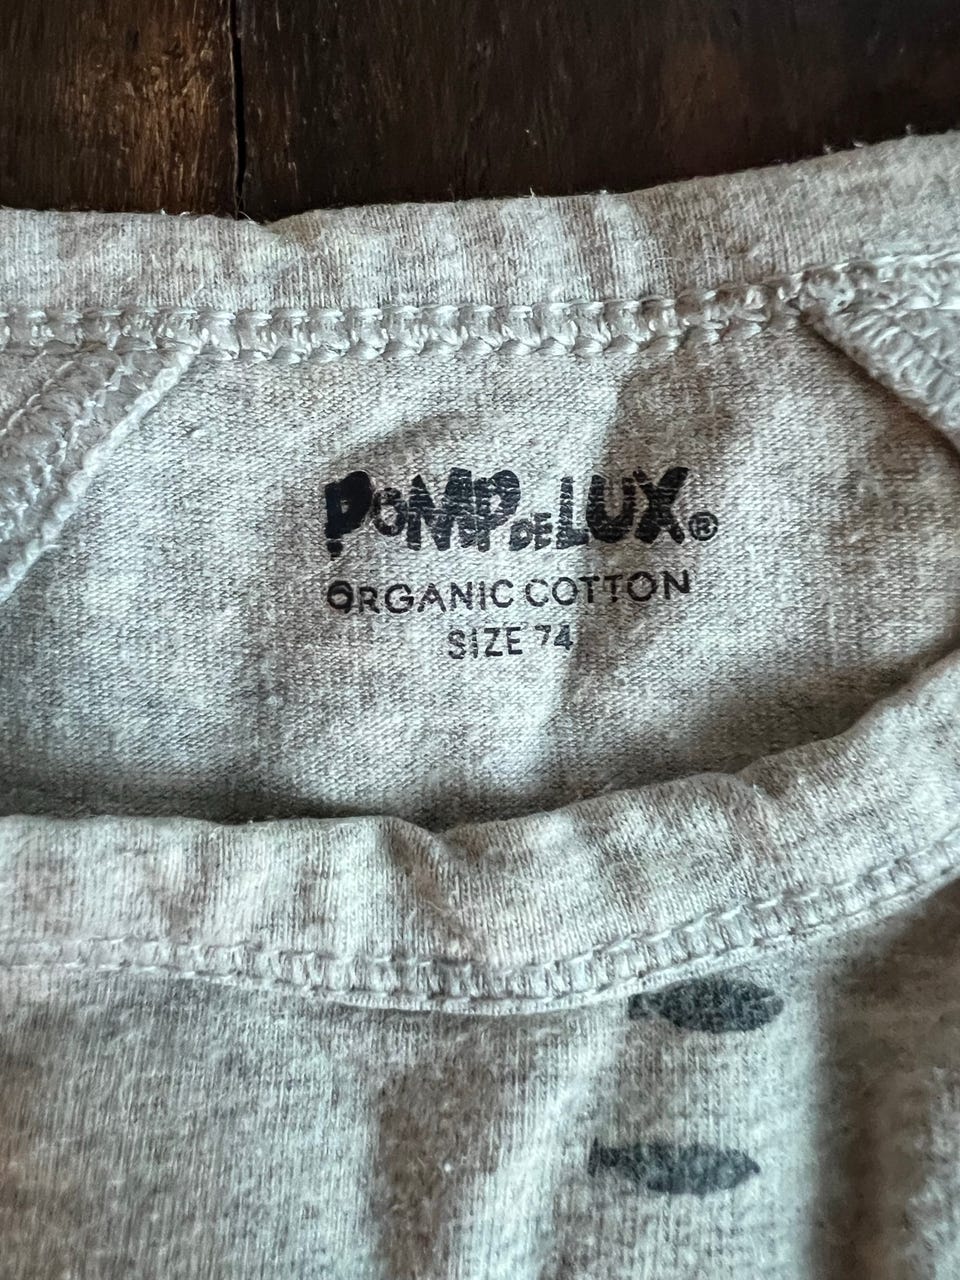 POMPDELUX®
ORGANIC COTTON
SIZE 74